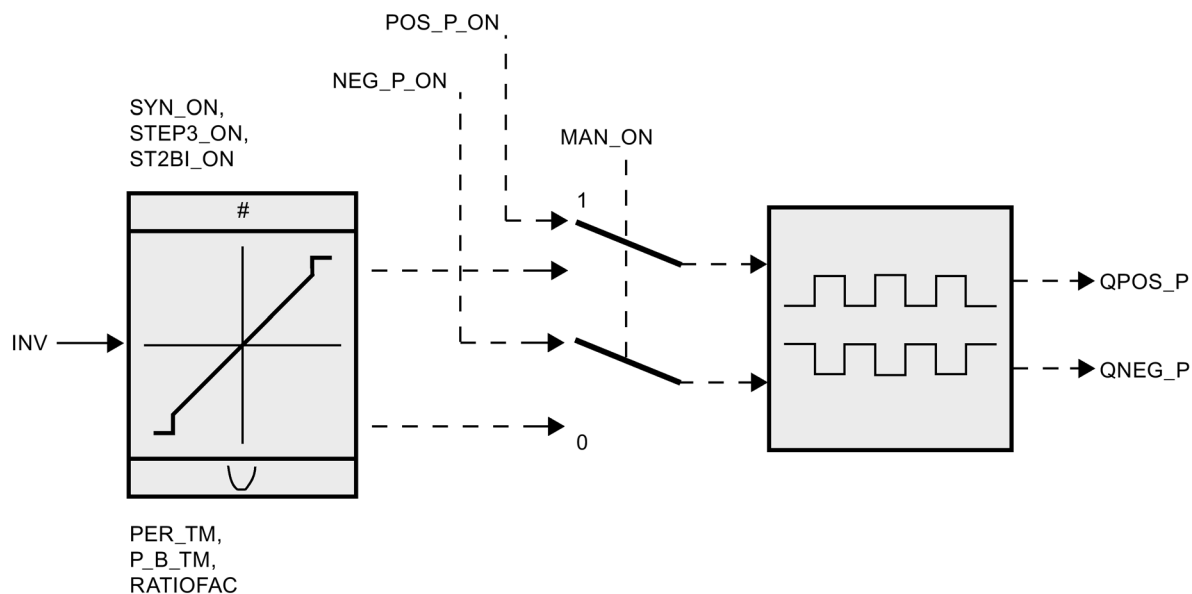 POS_P_ON
NEG_P_ON
SYN_ON,
STEP3_ON,
ST2BI_ON
MAN_ON
#
1
QPOS_P
INV
QNEG_P
0
PER_TM,
P_B_TM,
RATIOFAC